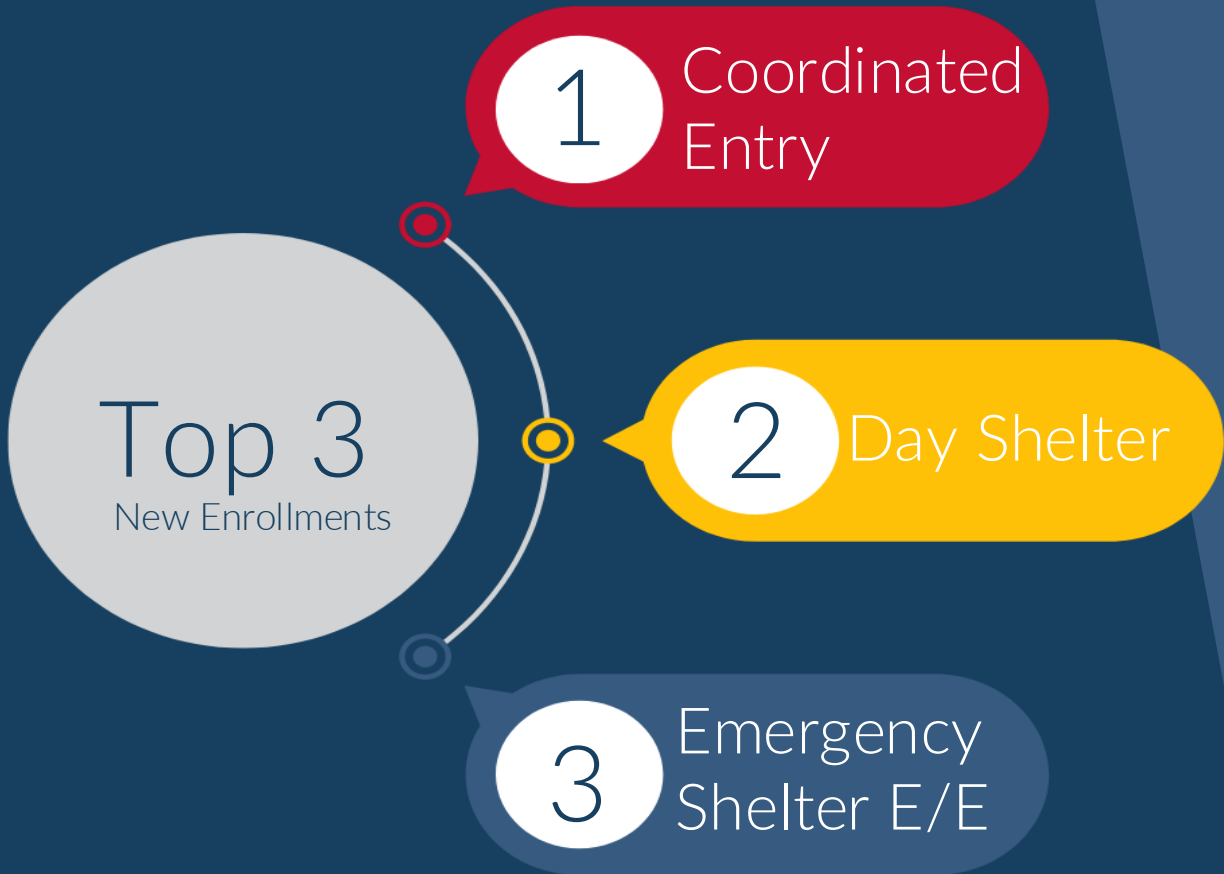 Top 3
New Enrollments
1
Coordinated
Entry
2
Day Shelter
3
Emergency
Shelter E/E